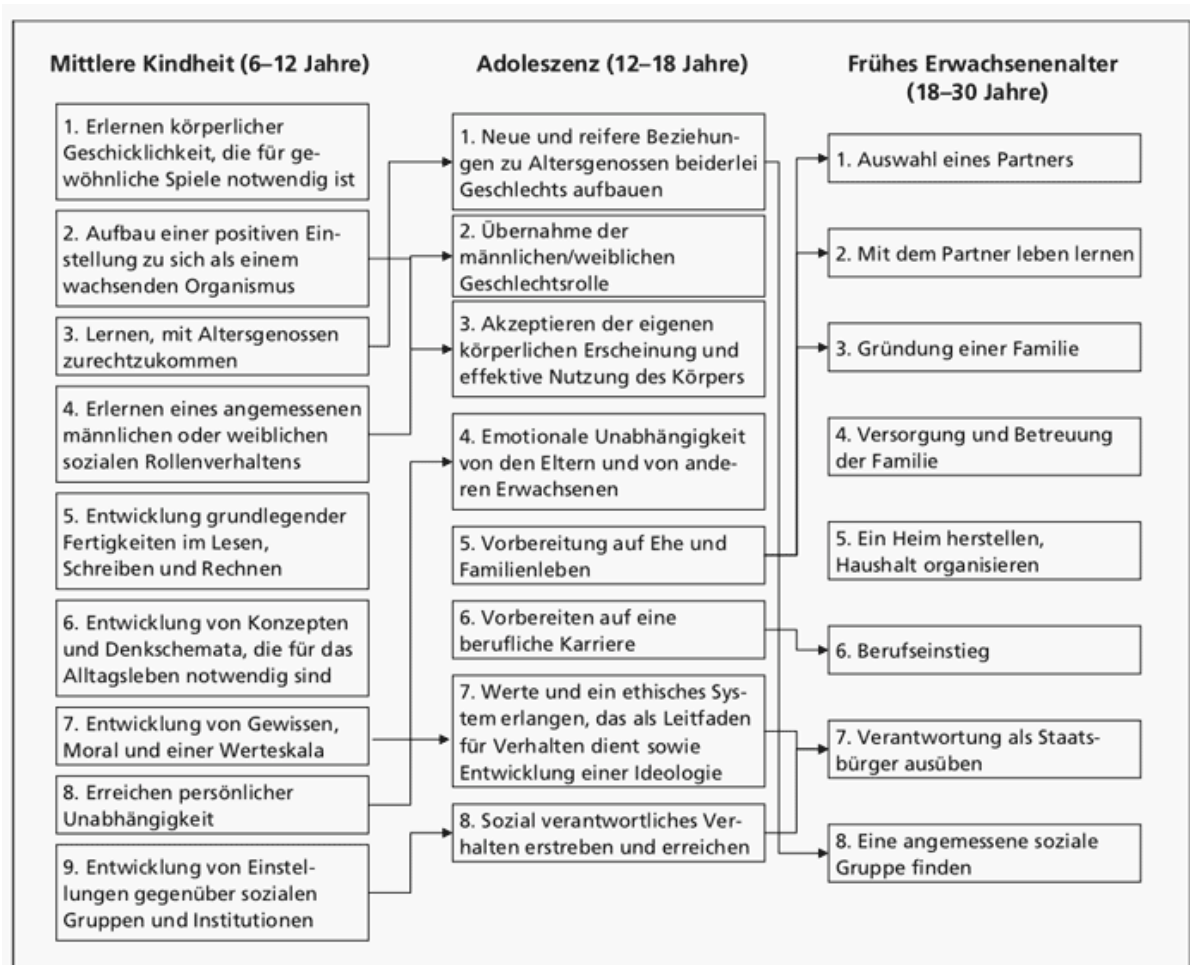 Mittlere Kindheit (6–12 Jahre)
1. Erlernen körperlicher
Geschicklichkeit, die für ge-
wöhnliche Spiele notwendig ist
2. Aufbau einer positiven Ein-
stellung zu sich als einem
wachsenden Organismus
3. Lernen, mit Altersgenossen
zurechtzukommen
4. Erlernen eines angemessenen
männlichen oder weiblichen
sozialen Rollenverhaltens
5. Entwicklung grundlegender
Fertigkeiten im Lesen,
Schreiben und Rechnen
6. Entwicklung von Konzepten
und Denkschemata, die für das
Alltagsleben notwendig sind
7. Entwicklung von Gewissen,
Moral und einer Werteskala
8. Erreichen persönlicher
Unabhängigkeit
9. Entwicklung von Einstel-
lungen gegenüber sozialen
Gruppen und Institutionen
Adoleszenz (12–18 Jahre)
1. Neue und reifere Beziehun-
gen zu Altersgenossen beiderlei
Geschlechts aufbauen
2. Übernahme der
männlichen/weiblichen
Geschlechtsrolle
3. Akzeptieren der eigenen
körperlichen Erscheinung und
effektive Nutzung des Körpers
4. Emotionale Unabhängigkeit
von den Eltern und von ande-
ren Erwachsenen
5. Vorbereitung auf Ehe und
Familienleben
6. Vorbereiten auf eine
berufliche Karriere
7. Werte und ein ethisches Sys-
tem erlangen, das als Leitfaden
für Verhalten dient sowie
Entwicklung einer Ideologie
8. Sozial verantwortliches Ver-
halten erstreben und erreichen
Frühes Erwachsenenalter
(18–30 Jahre)
1. Auswahl eines Partners
2. Mit dem Partner leben lernen
3. Gründung einer Familie
4. Versorgung und Betreuung
der Familie
5. Ein Heim herstellen,
Haushalt organisieren
6. Berufseinstieg
7. Verantwortung als Staats-
bürger ausüben
8. Eine angemessene soziale
Gruppe finden